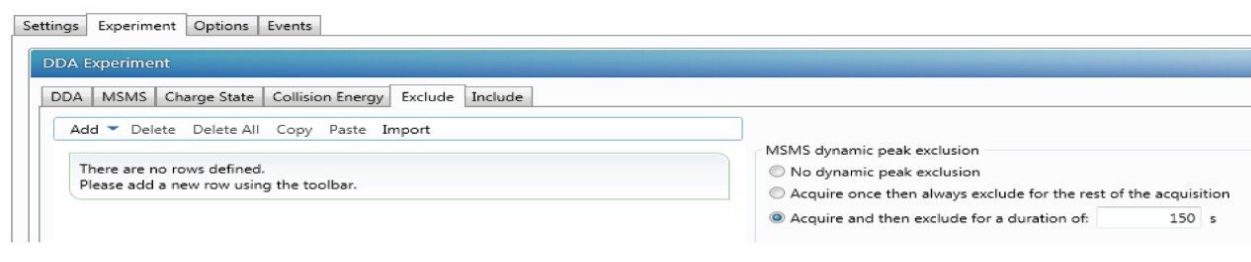 Settings Experiment Options Events
DDA Experiment
DDA MSMS Charge State Collision Energy Exclude Include
Add Delete Delete All Copy Paste Import
There are no rows defined.
Please add a new row using the toolbar.
MSMS dynamic peak exclusion
No dynamic peak exclusion
Acquire once then always exclude for the rest of the acquisition
Acquire and then exclude for a duration of: 150 s